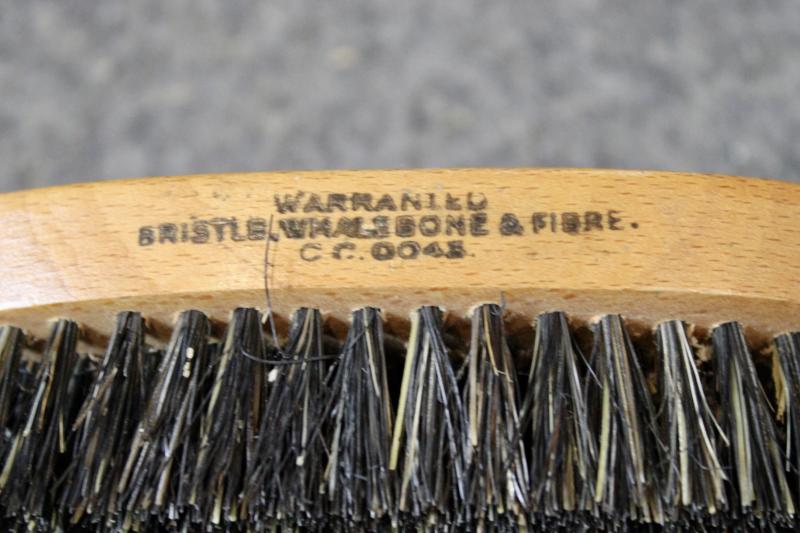 WARRANTED
BRISTLE, WHALEBONE & FIBRE.
C C. 0045.